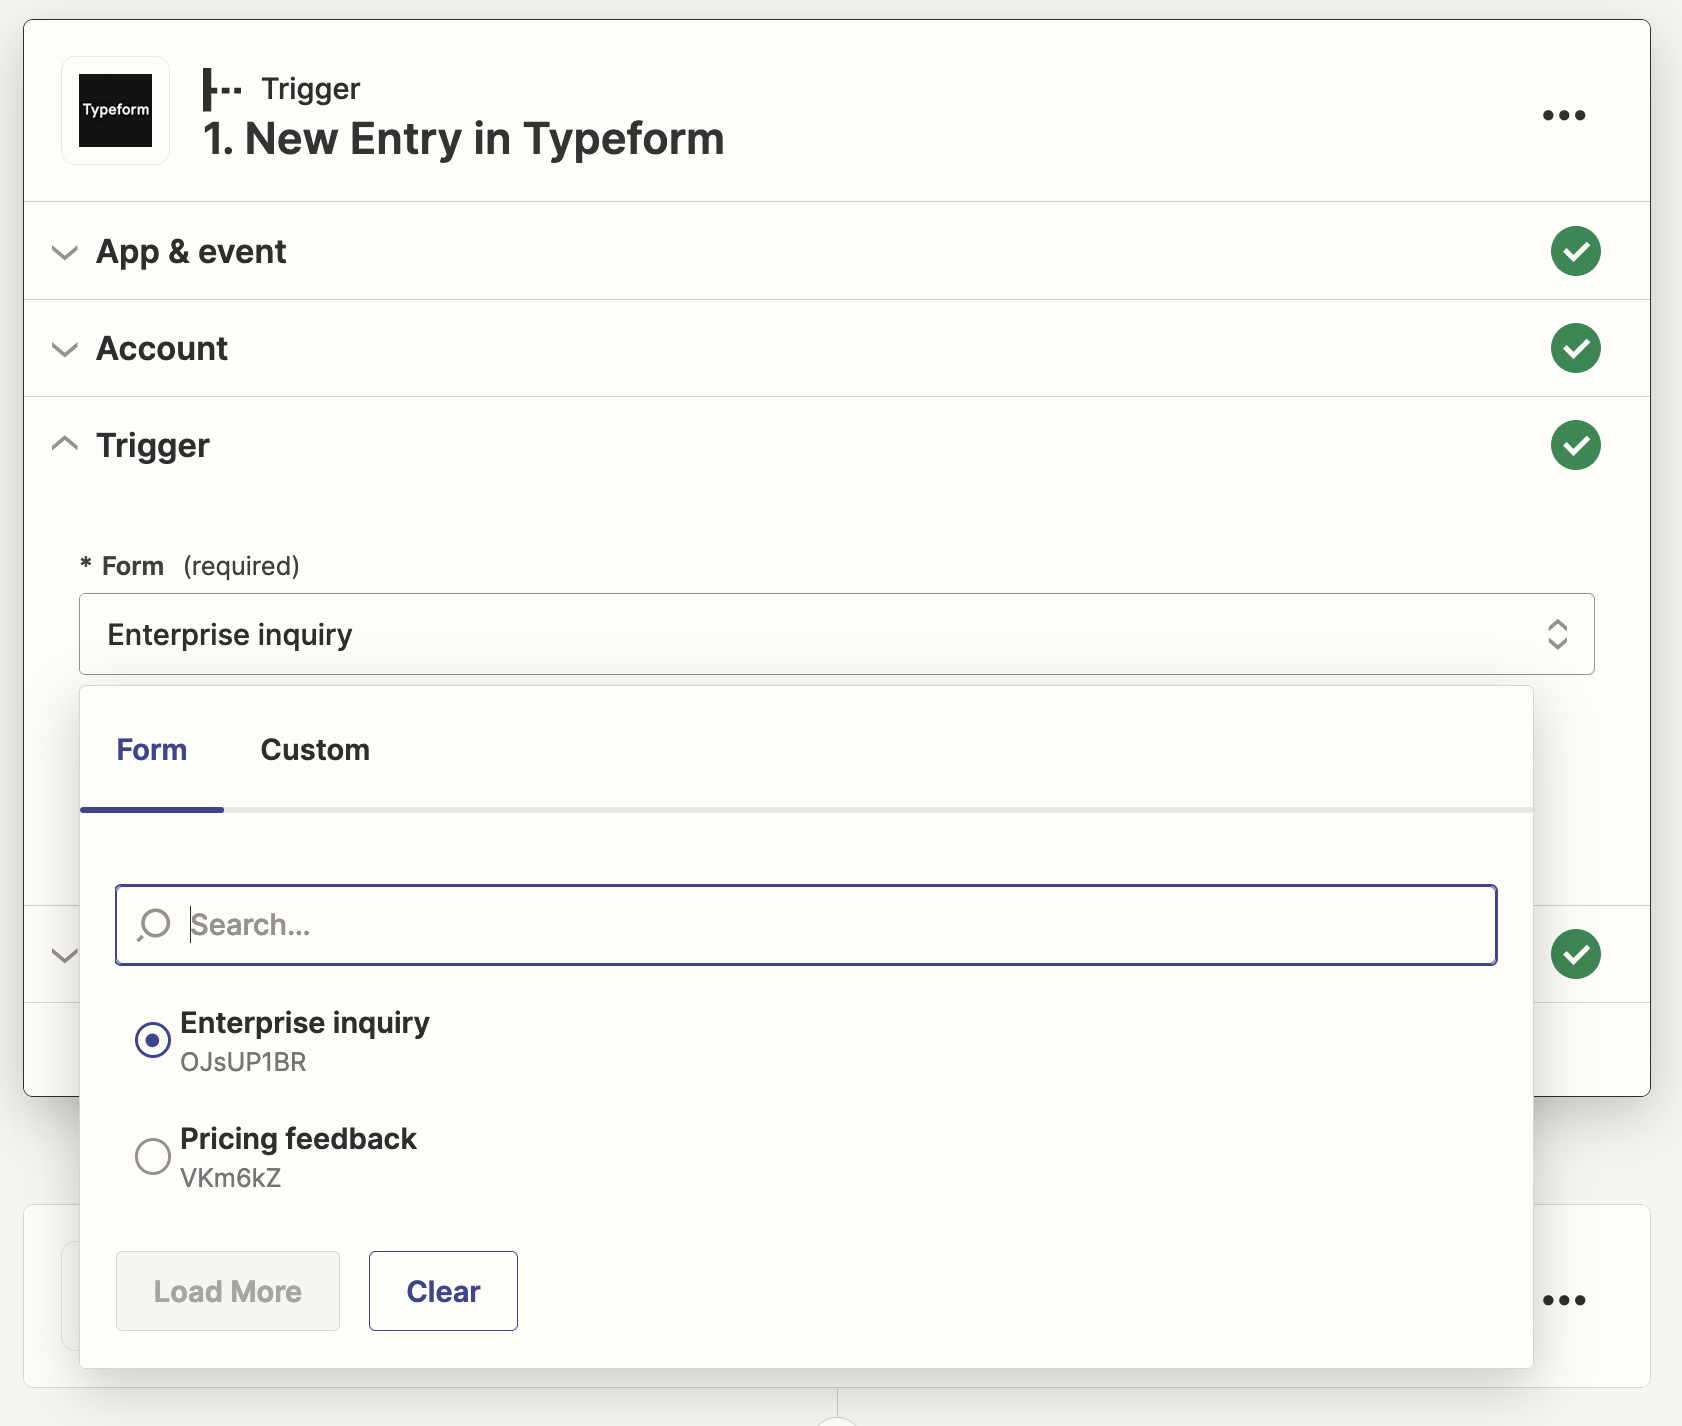 Typeform
Trigger
1. New Entry in Typeform
App & event
Account
Trigger
* Form (required)
Enterprise inquiry
Form Custom
Search...
Enterprise inquiry
OJsUP1BR
Pricing feedback
VKm6kZ
Load More Clear